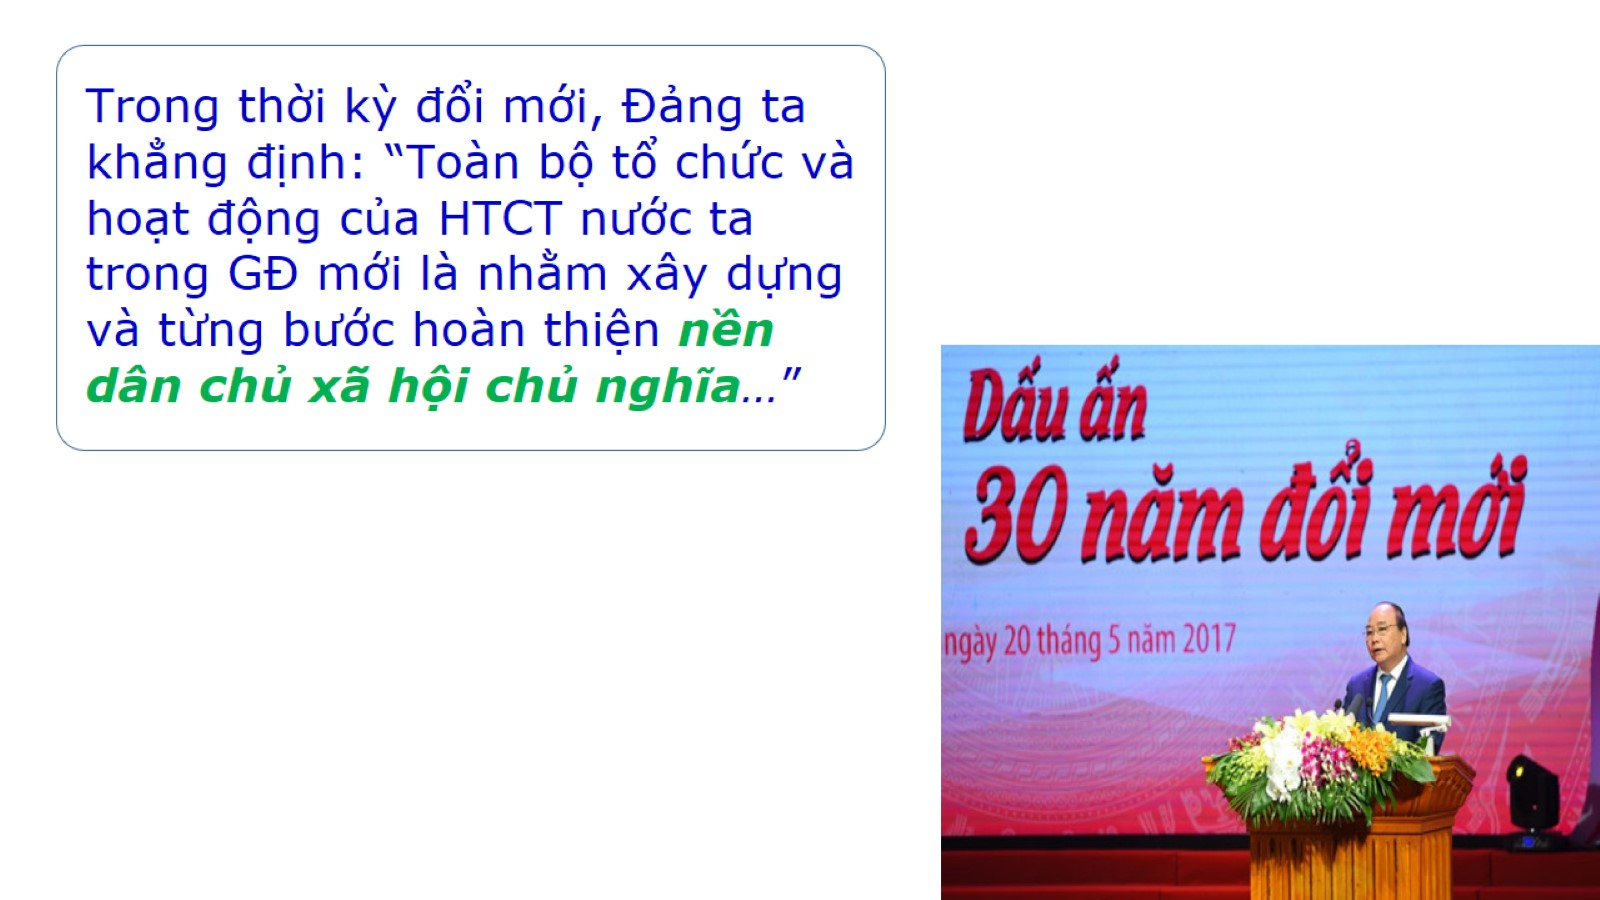 Trong thời kỳ đổi mới, Đảng ta
khẳng định: “Toàn bộ tổ chức và
hoạt động của HTCT nước ta
trong GĐ mới là nhằm xây dựng
và từng bước hoàn thiện nền
dân chủ xã hội chủ nghĩa...”
Dấu ấn
30 năm đổi mới
ngày 20 tháng 5 năm 2017